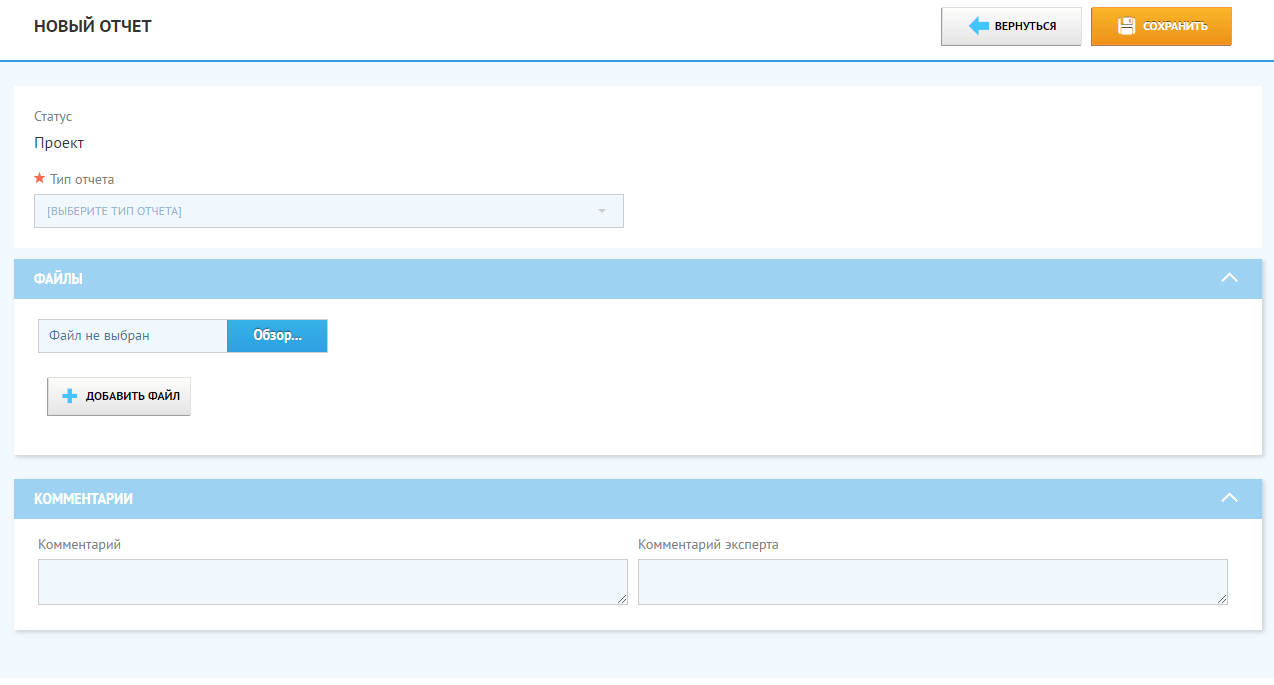 НОВЫЙ ОТЧЕТ
ВЕРНУТЬСЯ
СОХРАНИТЬ
Статус
Проект
★ Тип отчета
[ВЫБЕРИТЕ ТИП ОТЧЕТА]
ФАЙЛЫ
Файл не выбран
Обзор...
ДОБАВИТЬ ФАЙЛ
КОММЕНТАРИИ
Комментарий
Комментарий эксперта